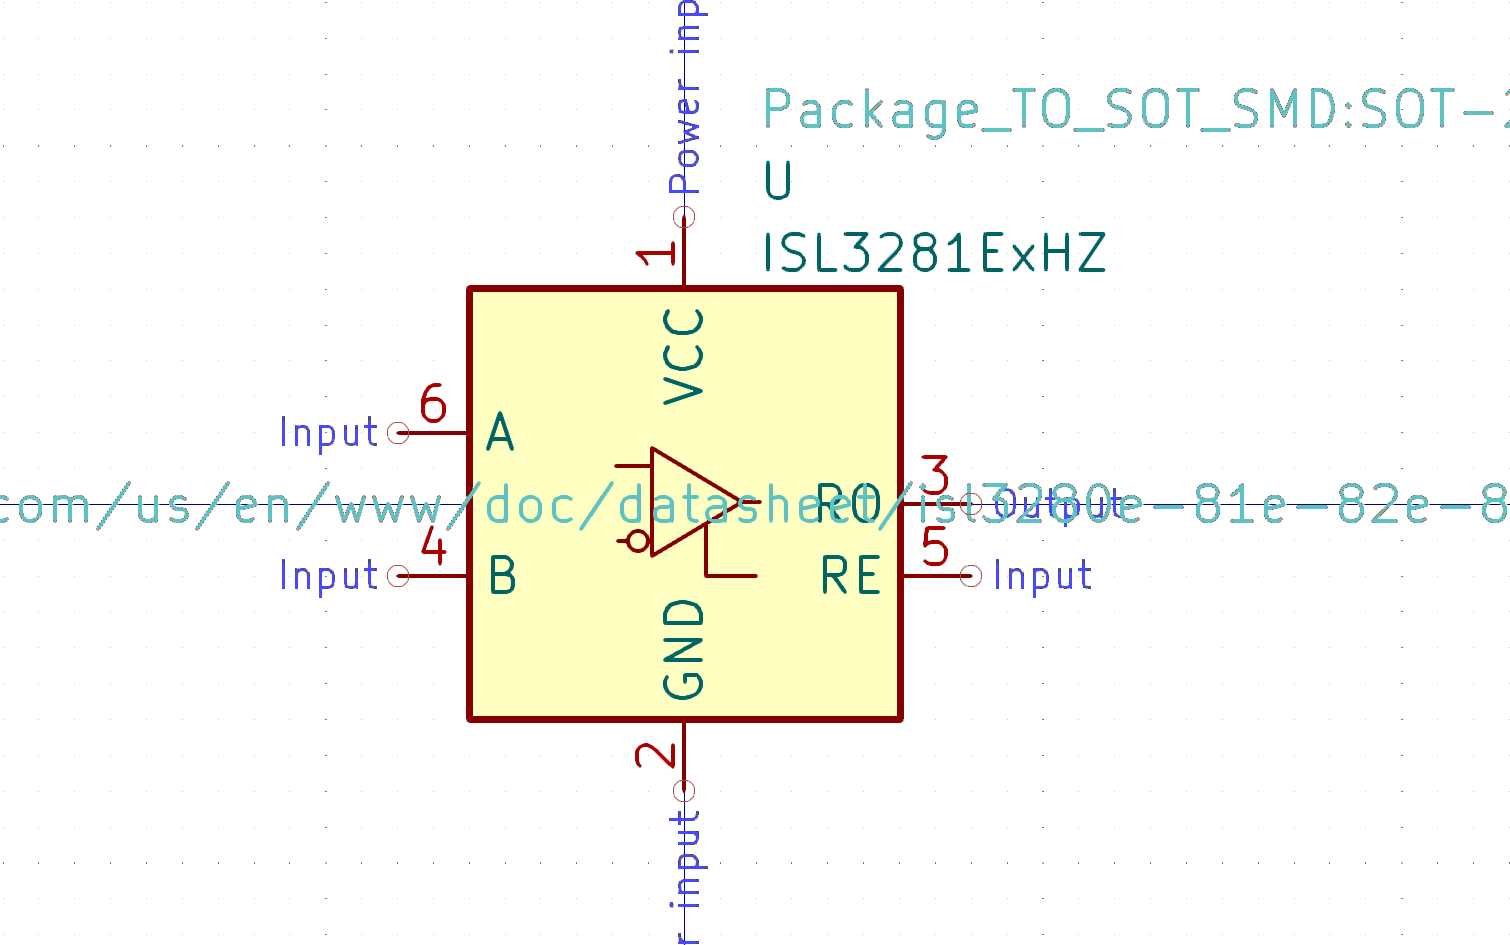 Power inp
Package_TO_SOT_SMD:SOT-2
U
1
ISL3281ExHZ
VCC
6
Input
A
3
com/us/en/www/doc/datasheet/isl3280e-81e-82e-8
RO
Output
4
5
Input
B
RE
Input
GND
2
r input